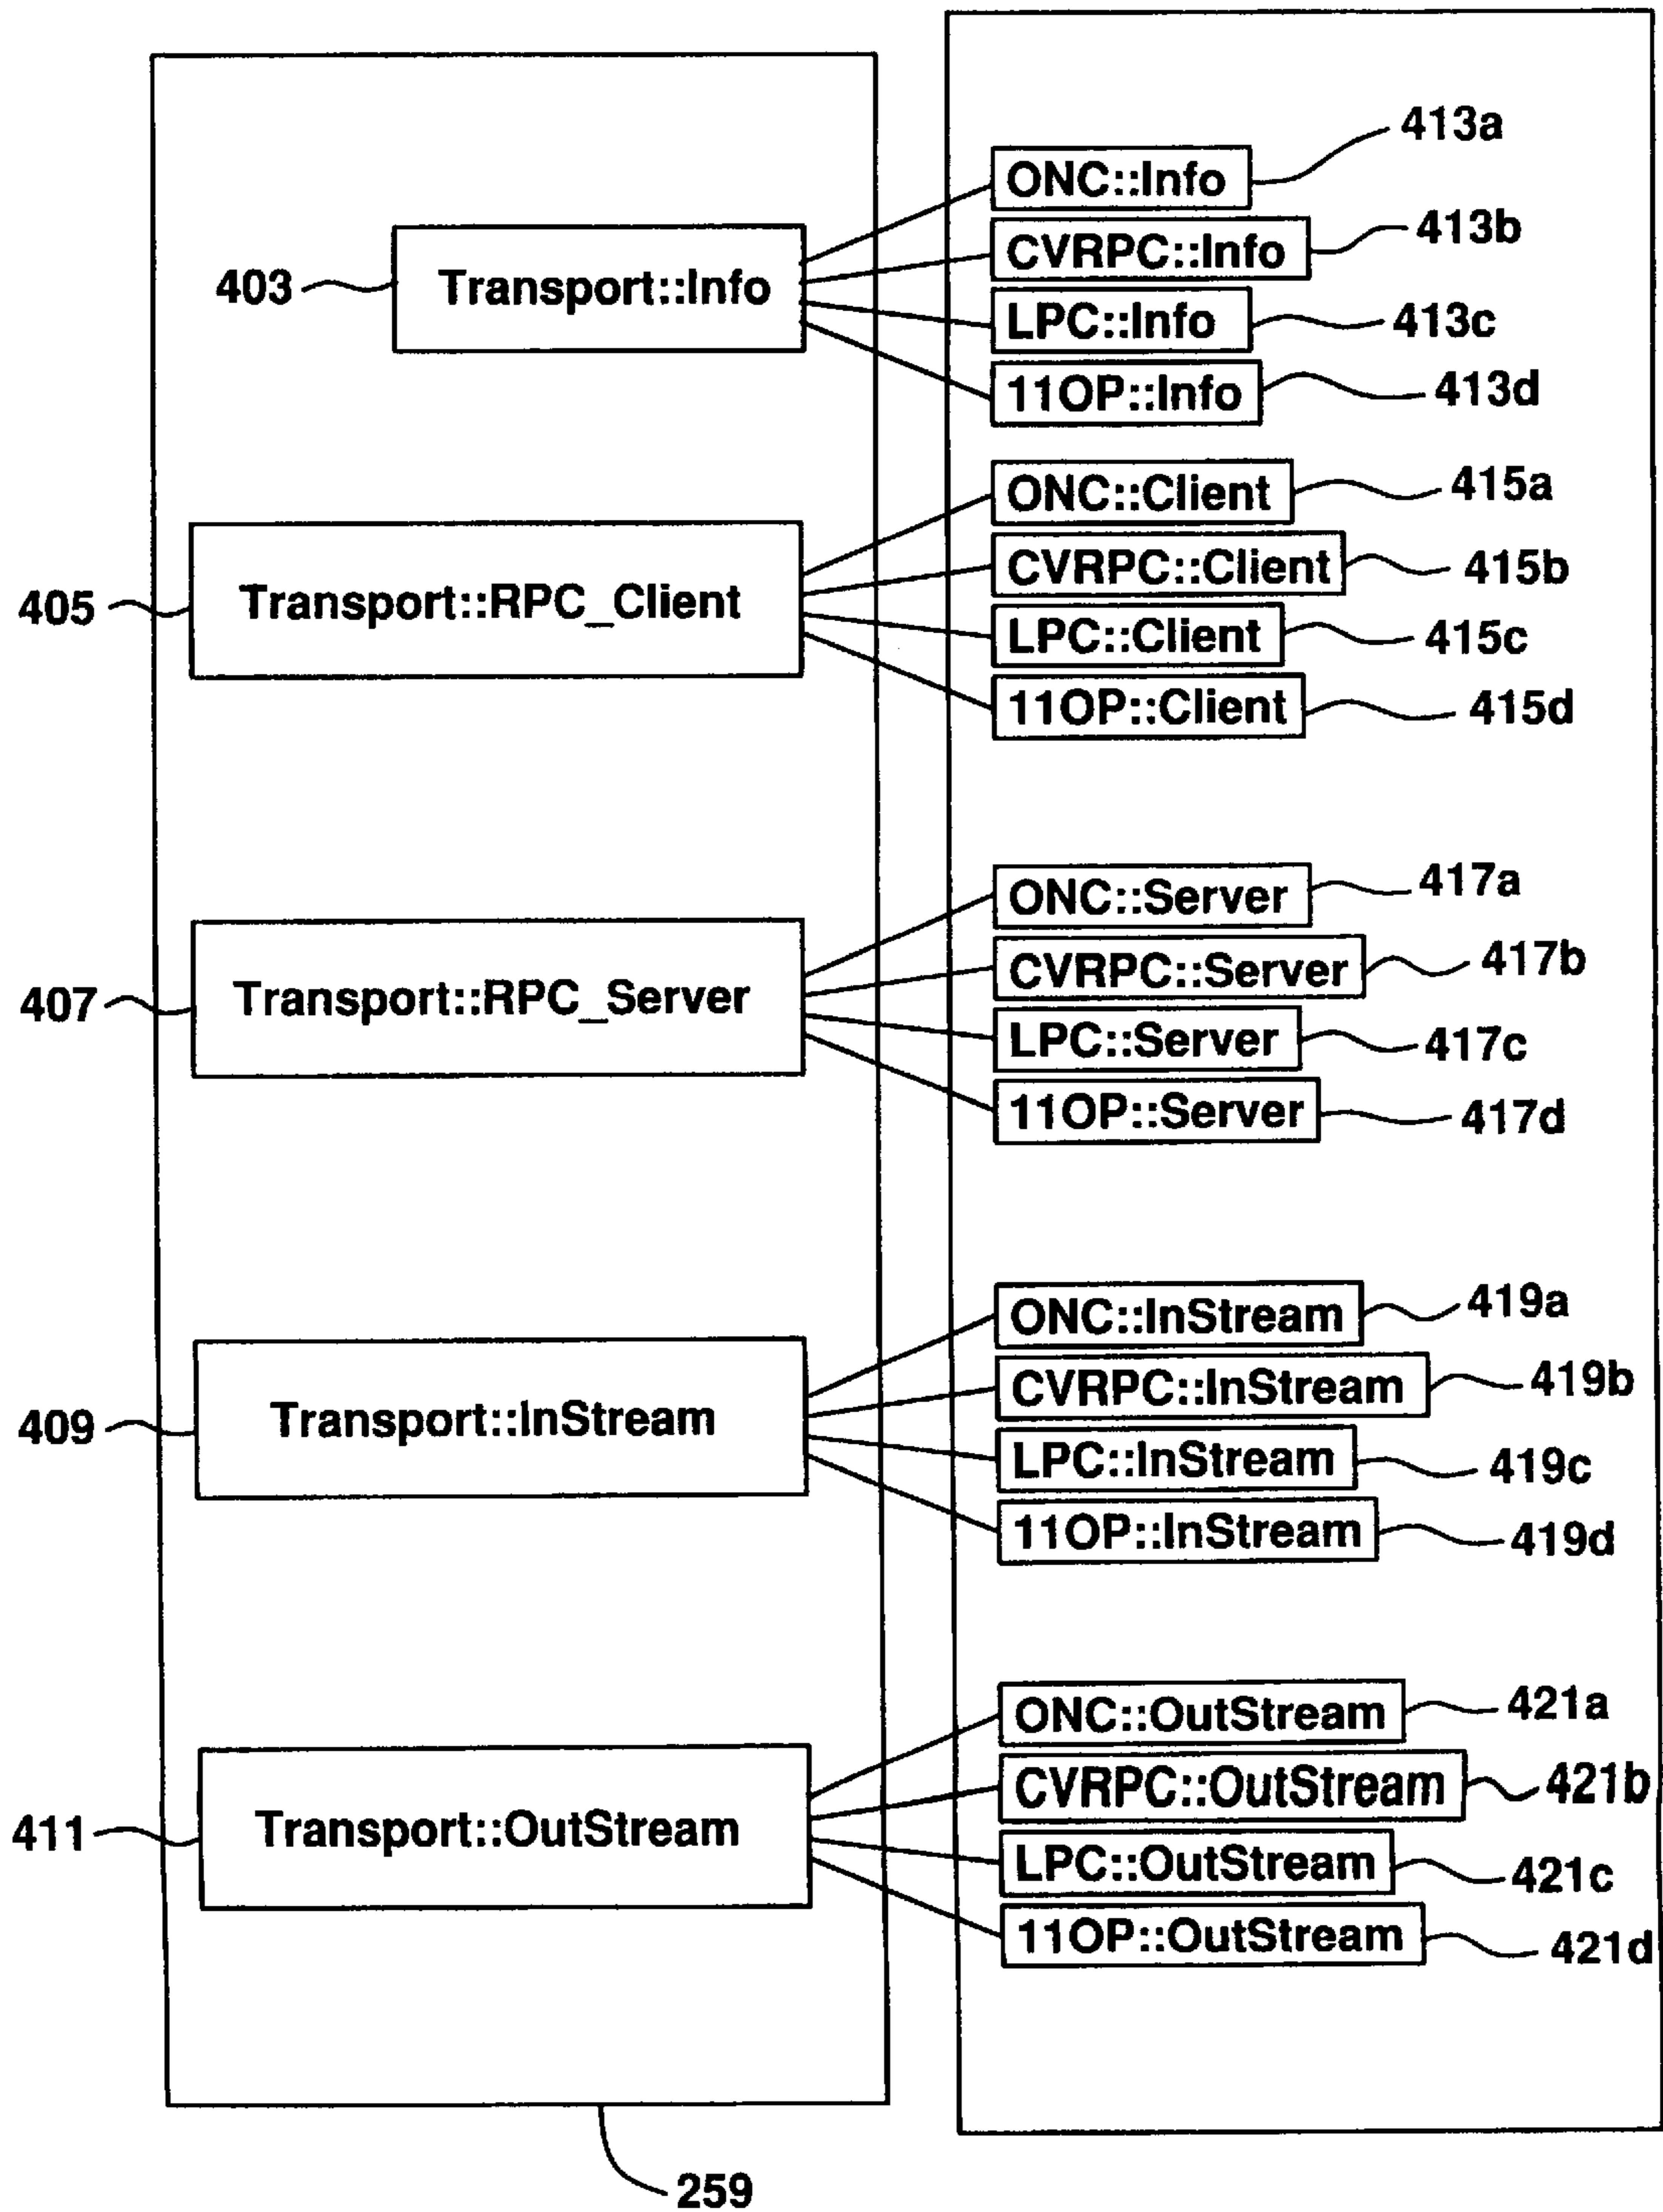 413a
ONC::Info
413b
CVRPC::Info
403
Transport::Info
LPC::Info
413c
11OP::Info
413d
ONC::Client
415a
CVRPC::Client
415b
405
Transport::RPC_Client
LPC::Client
415c
11OP::Client
415d
ONC::Server
417a
CVRPC::Server
417b
407
Transport::RPC_Server
LPC::Server
417c
11OP::Server
417d
ONC::InStream
419a
CVRPC::InStream
419b
409
Transport::InStream
LPC::InStream
419c
11OP::InStream
419d
ONC::OutStream
421a
CVRPC::OutStream
421b
411
Transport::OutStream
LPC::OutStream
421c
11OP::OutStream
421d
259